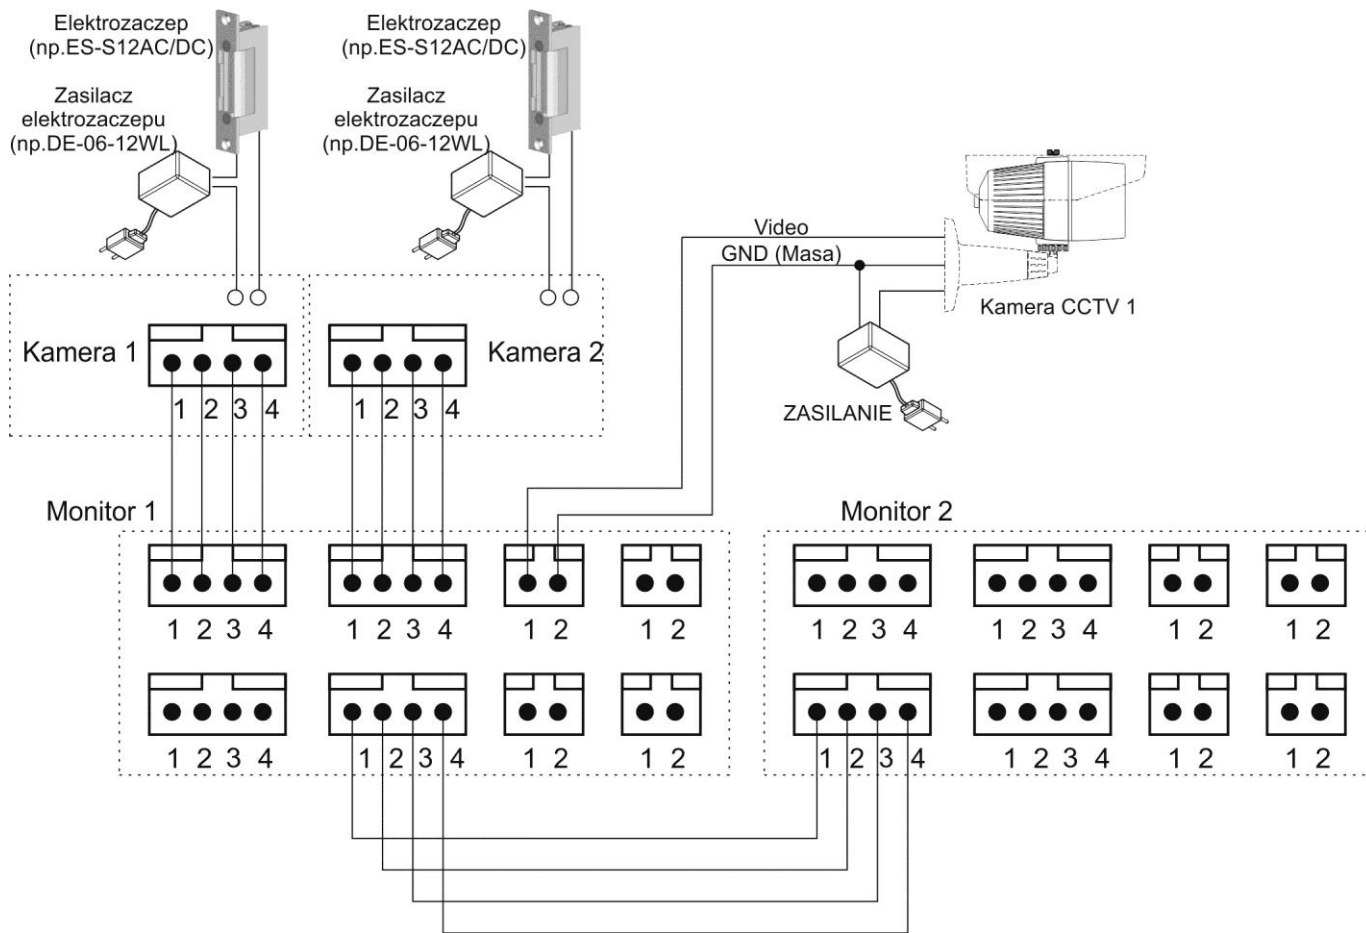 Elektrozaczep
(np.ES-S12AC/DC)
Zasilacz
elektrozaczepu
(np.DE-06-12WL)
Elektrozaczep
(np.ES-S12AC/DC)
Zasilacz
elektrozaczepu
(np.DE-06-12WL)
Video
GND (Masa)
Kamera CCTV 1
ZASILANIE
Kamera 1
1 2 3 4
Kamera 2
1 2 3 4
Monitor 1
1 2 3 4
1 2 3 4
1 2
1 2
1 2 3 4
1 2 3 4
1 2
1 2
Monitor 2
1 2 3 4
1 2 3 4
1 2
1 2
1 2 3 4
1 2 3 4
1 2
1 2